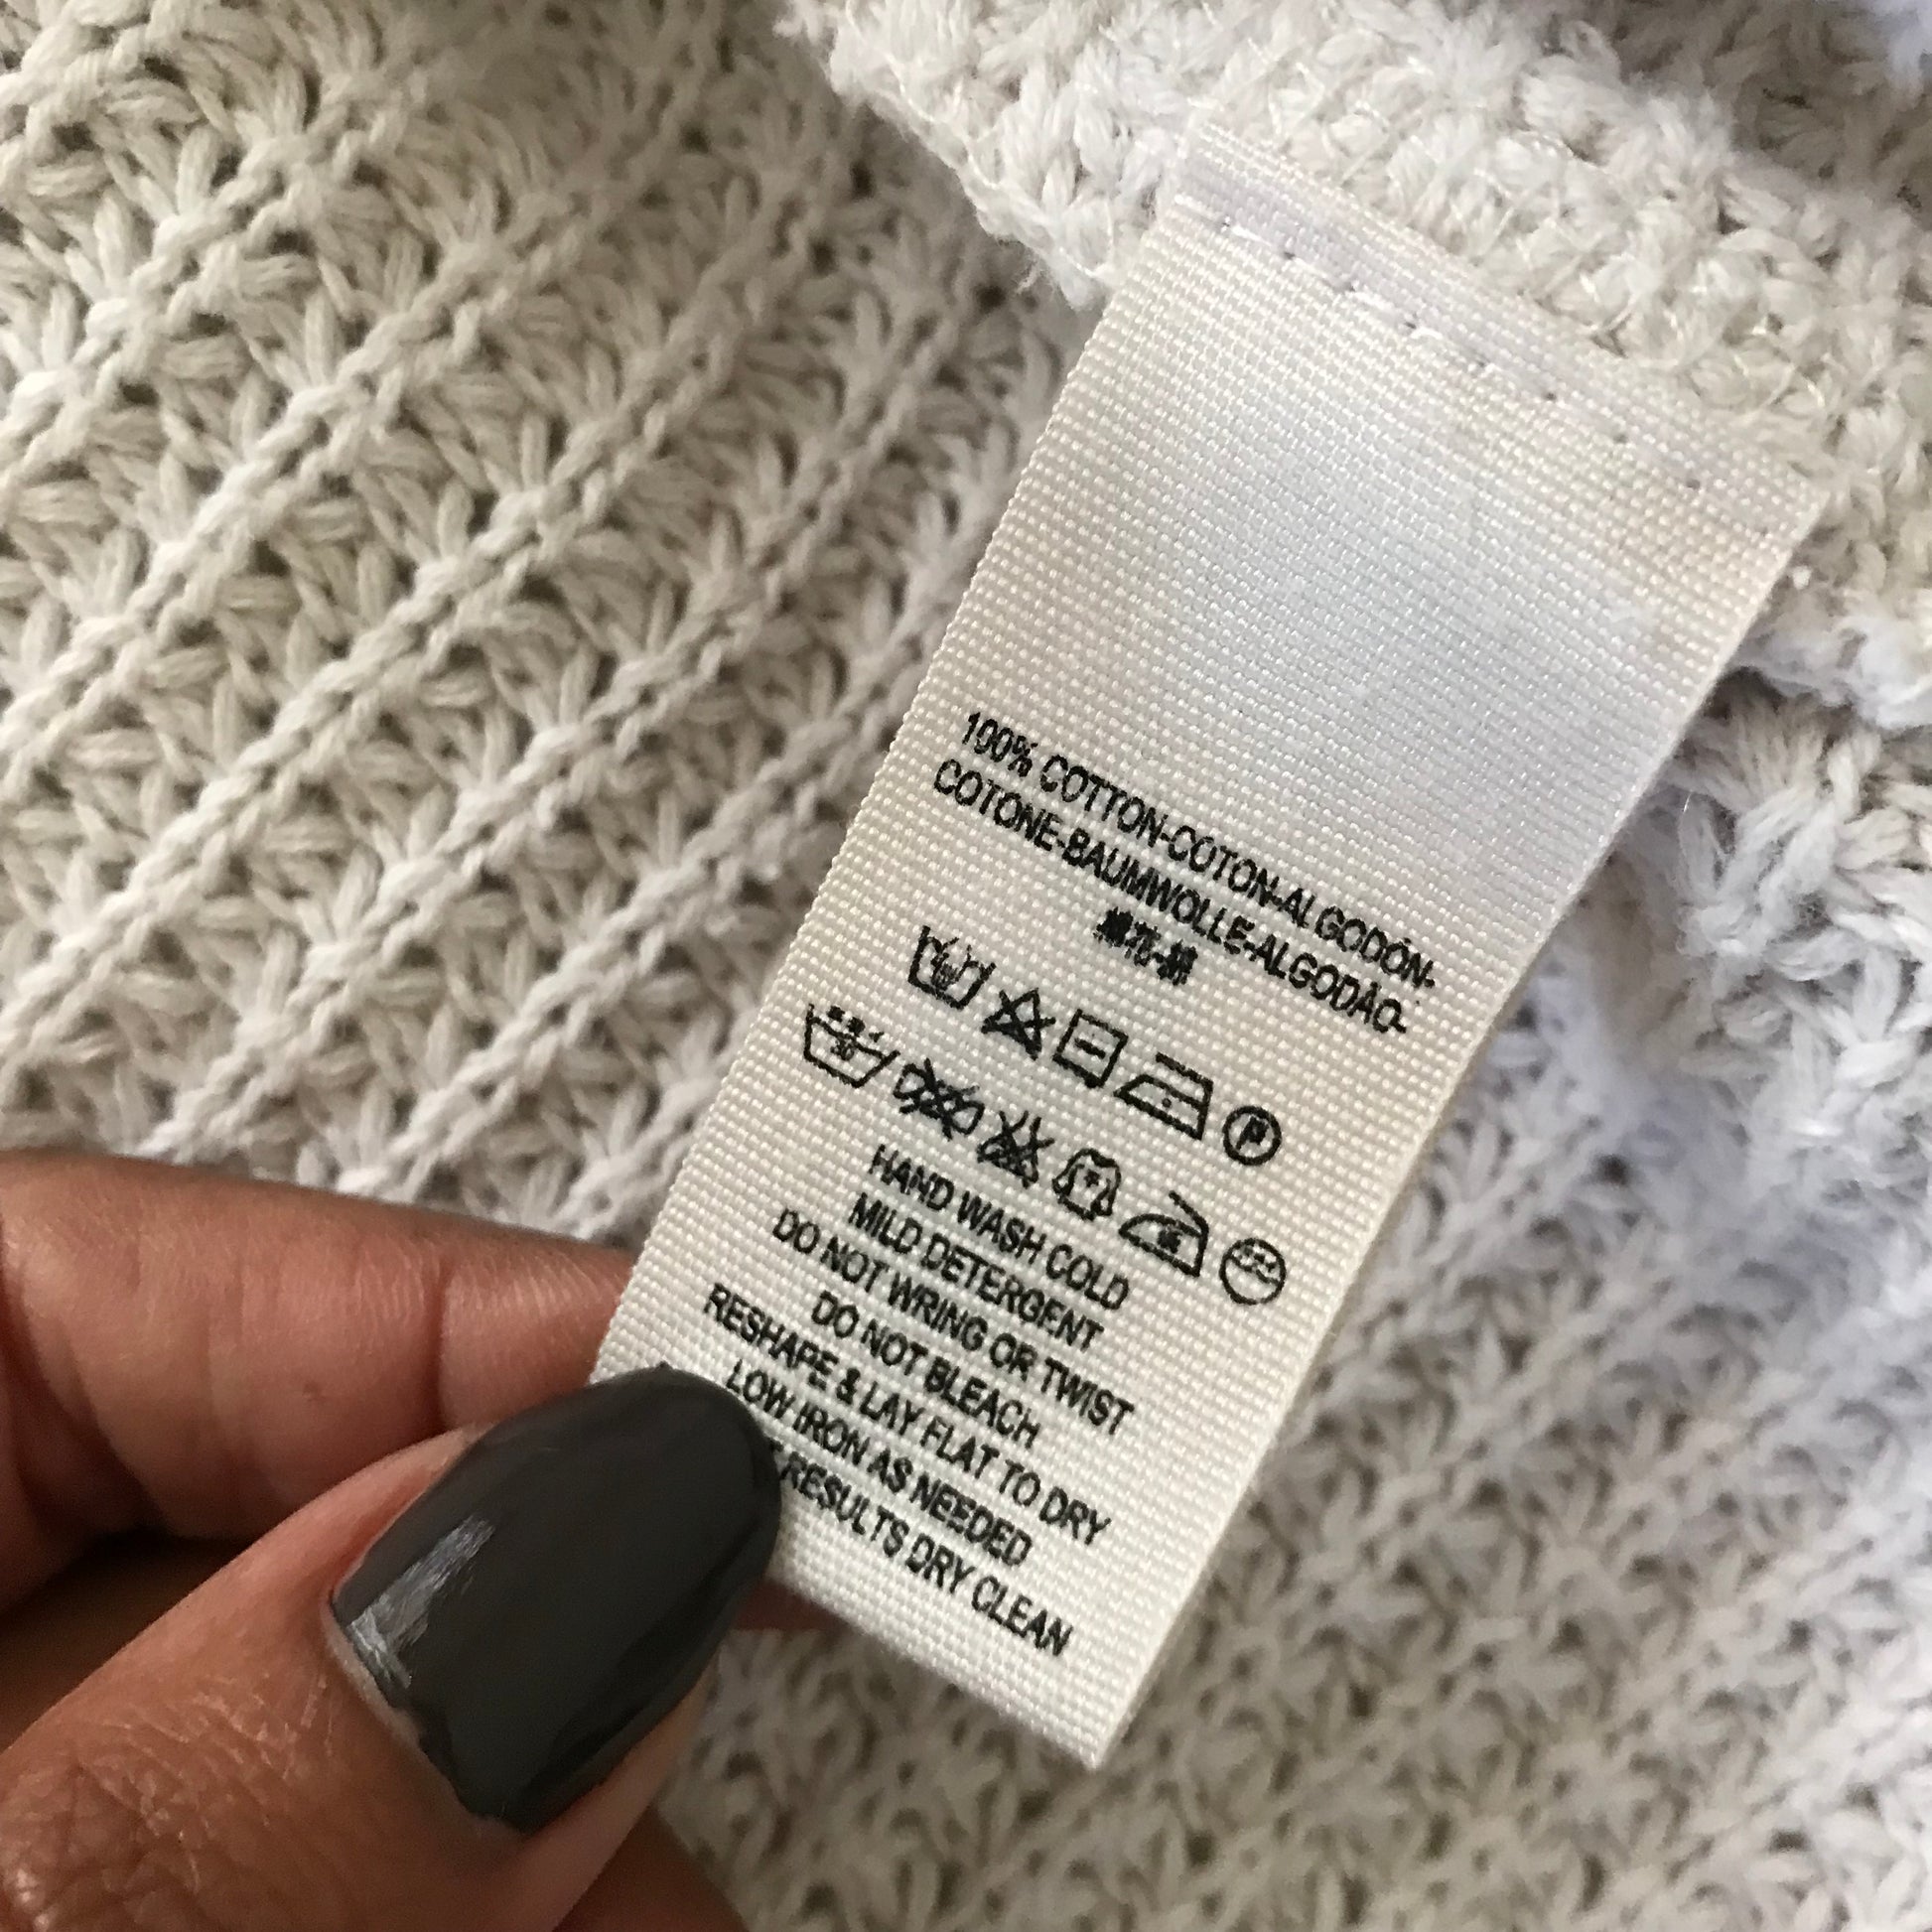 100% COTTON-COTON-ALGODÓN-
COTONE-BAUMWOLLE-ALGODÃO-
HAND WASH COLD
MILD DETERGENT
DO NOT WRING OR TWIST
DO NOT BLEACH
RESHAPE & LAY FLAT TO DRY
LOW IRON AS NEEDED
RESULTS DRY CLEAN